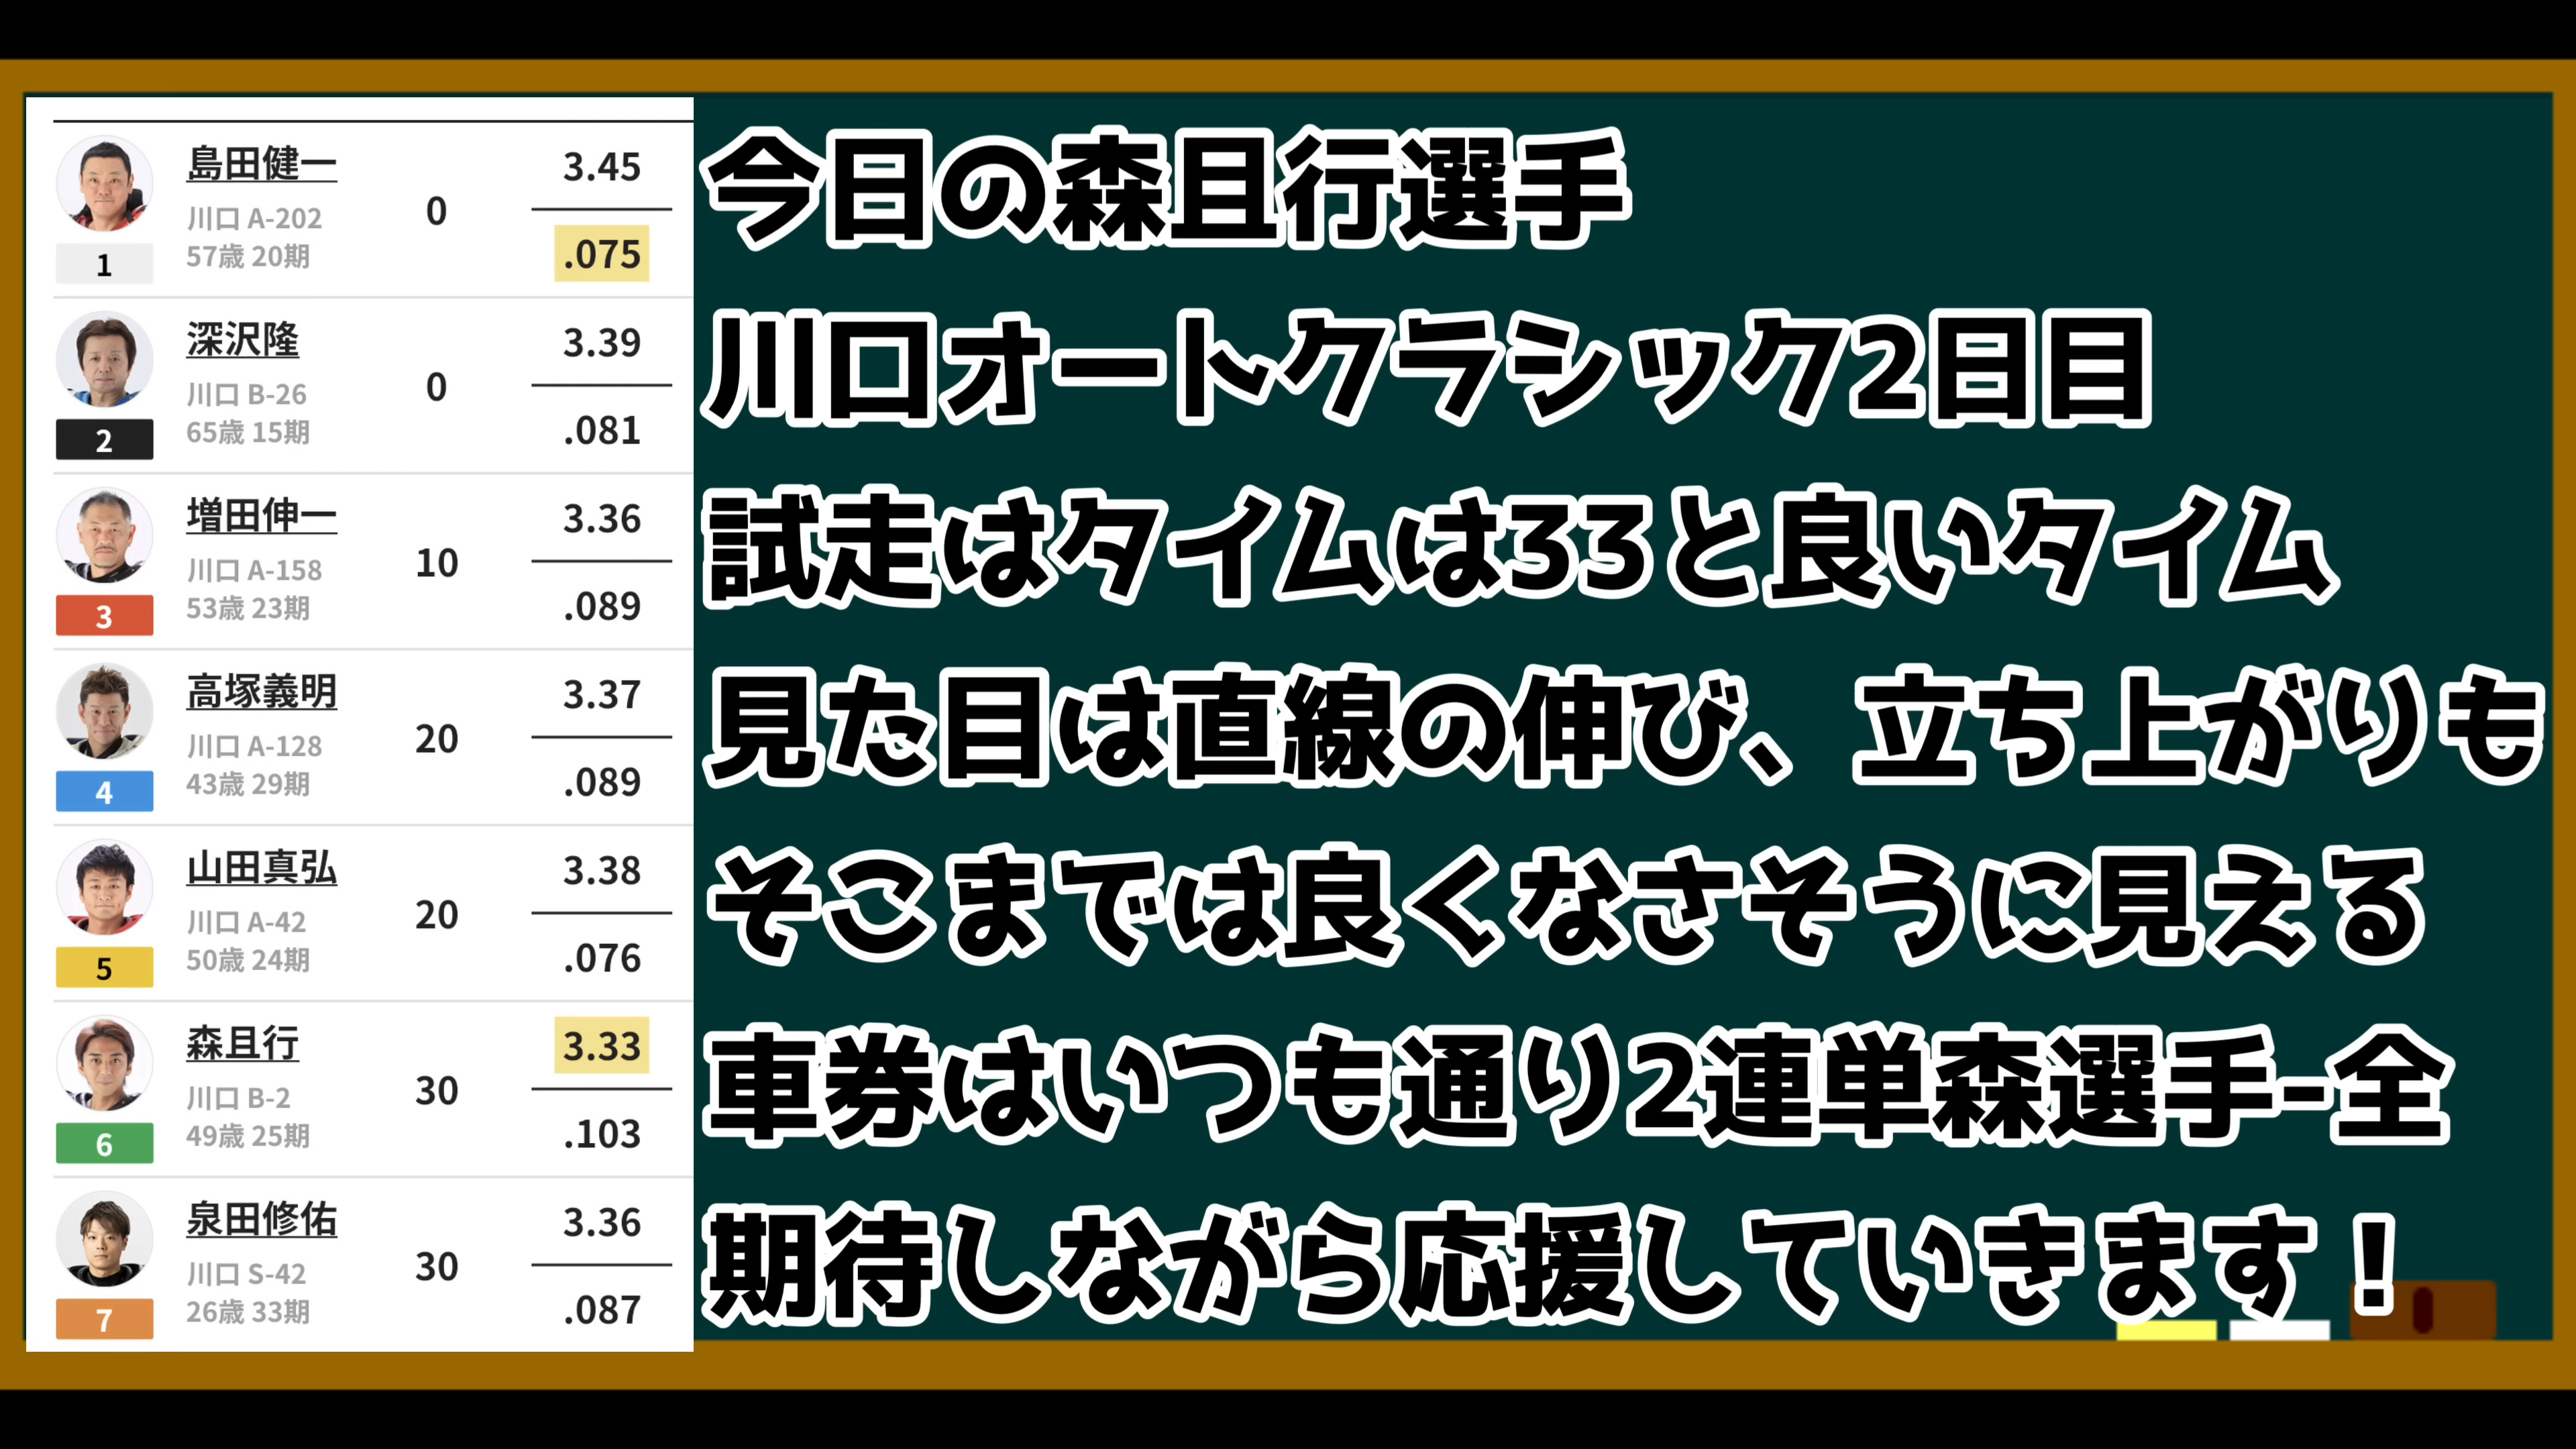 島田健一
川口 A-202
57歳 20期
1
0
3.45
.075
深沢隆
川口 B-26
65歳 15期
2
0
3.39
.081
増田伸一
川口 A-158
53歳 23期
3
10
3.36
.089
高塚義明
川口 A-128
43歳 29期
4
20
3.37
.089
山田真弘
川口 A-42
50歳 24期
5
20
3.38
.076
森且行
川口 B-2
49歳 25期
6
30
3.33
.103
泉田修佑
川口 S-42
26歳 33期
7
30
3.36
.087
今日の森且行選手
川口オートクラシック2日目
試走はタイムは33と良いタイム
見た目は直線の伸び、立ち上がりも
そこまでは良くなさそうに見える
車券はいつも通り2連単森選手-全
期待しながら応援していきます！